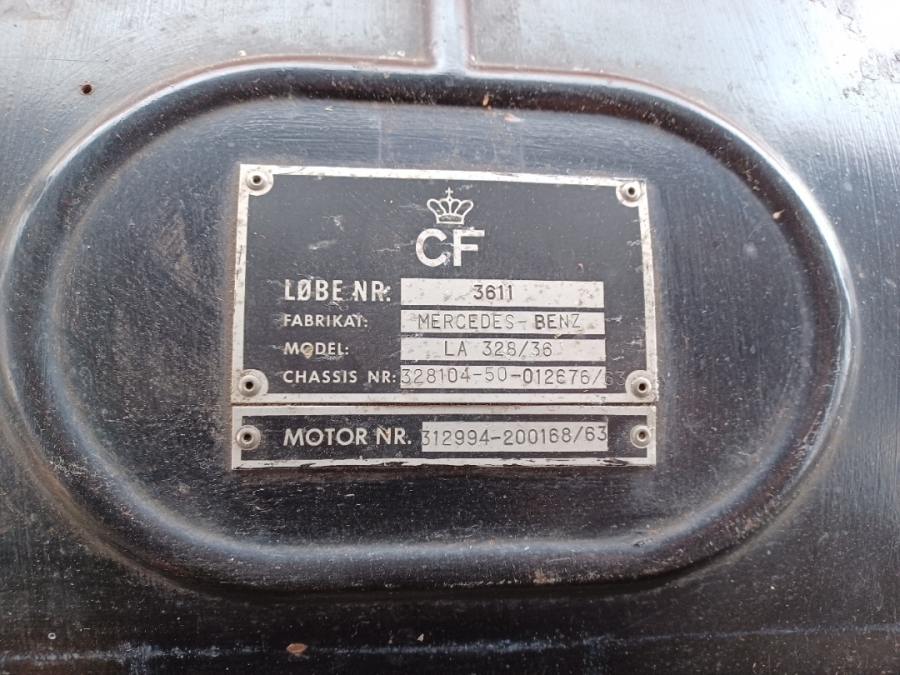 CF
LØBE NR: 3611
FABRIKAT: MERCEDES-BENZ
MODEL: LA 328/36
CHASSIS NR: 328104-50-012676/63
MOTOR NR. 312994-200168/63